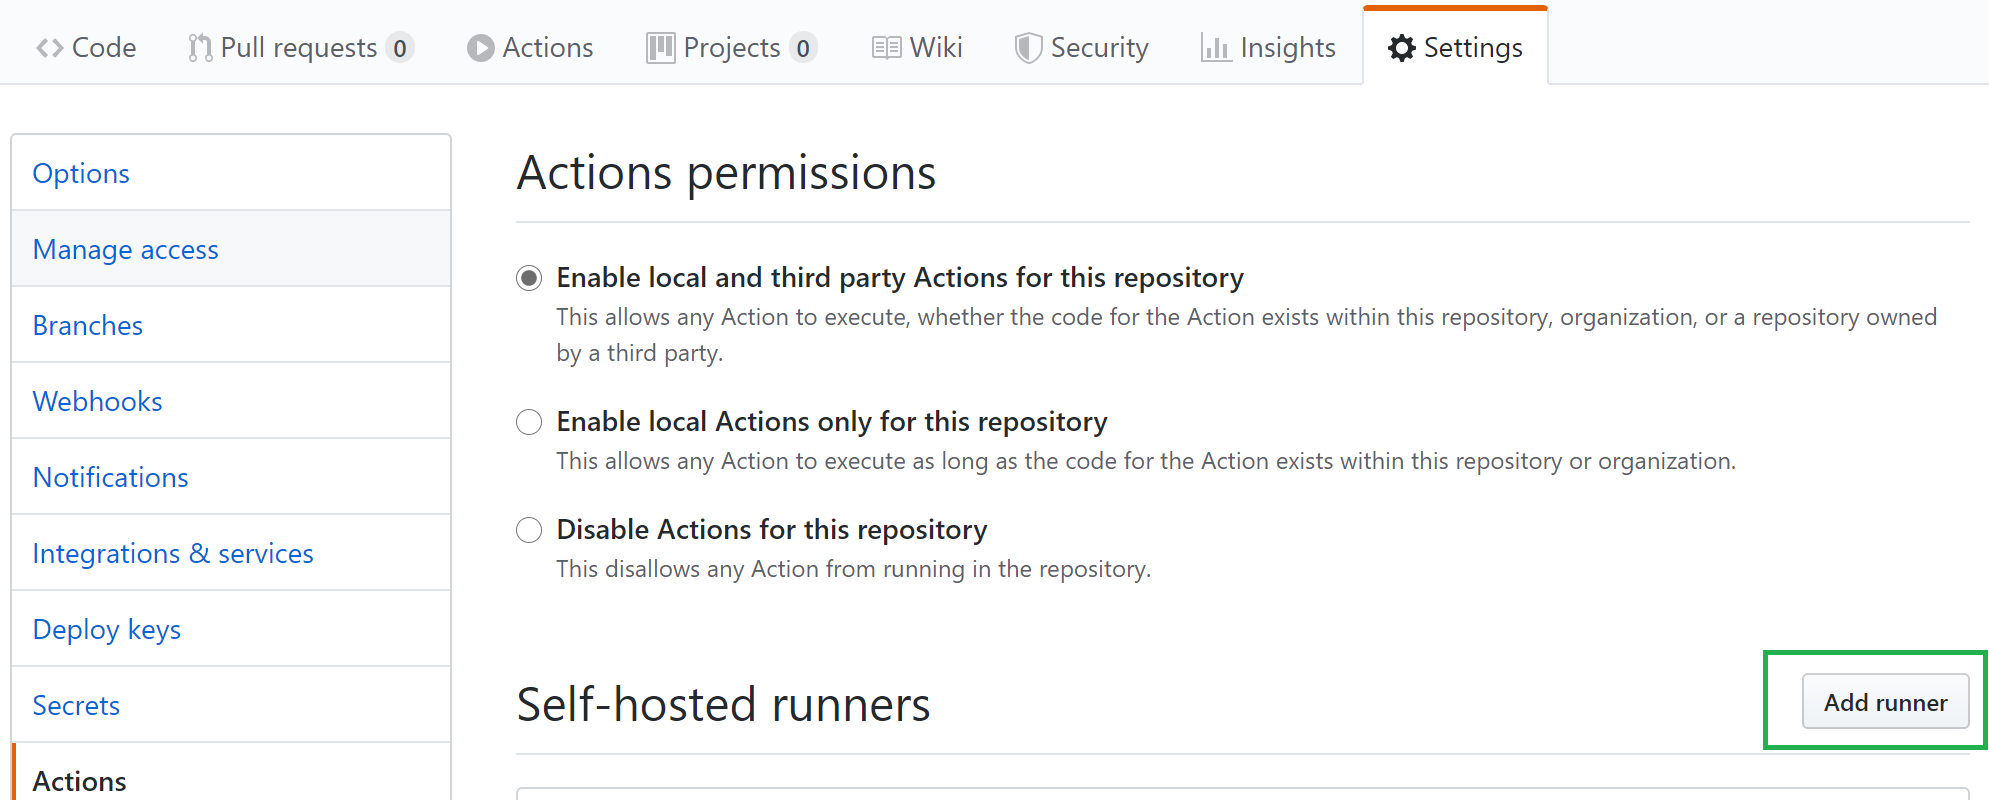 Code Pull requests 0 Actions Projects 0 Wiki Security Insights Settings
Options
Manage access
Branches
Webhooks
Notifications
Integrations & services
Deploy keys
Secrets
Actions
Actions permissions
Enable local and third party Actions for this repository
This allows any Action to execute, whether the code for the Action exists within this repository, organization, or a repository owned
by a third party.
Enable local Actions only for this repository
This allows any Action to execute as long as the code for the Action exists within this repository or organization.
Disable Actions for this repository
This disallows any Action from running in the repository.
Self-hosted runners
Add runner